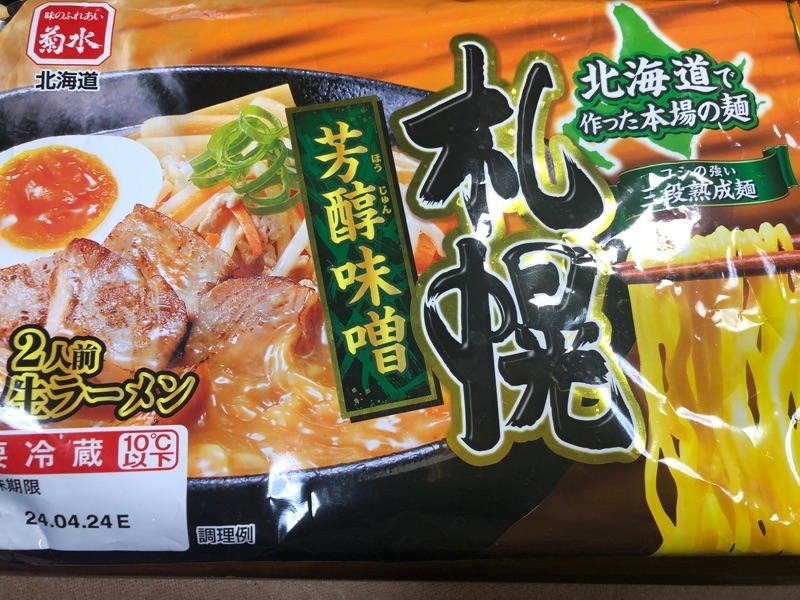 味のふれあい
菊水
北海道
札幌
芳醇味噌
ほうじゅん
北海道で
作った本場の麺
コシの強い
三段熟成麺
2人前
生ラーメン
要冷蔵 10℃以下
味期限
24.04.24 E
調理例